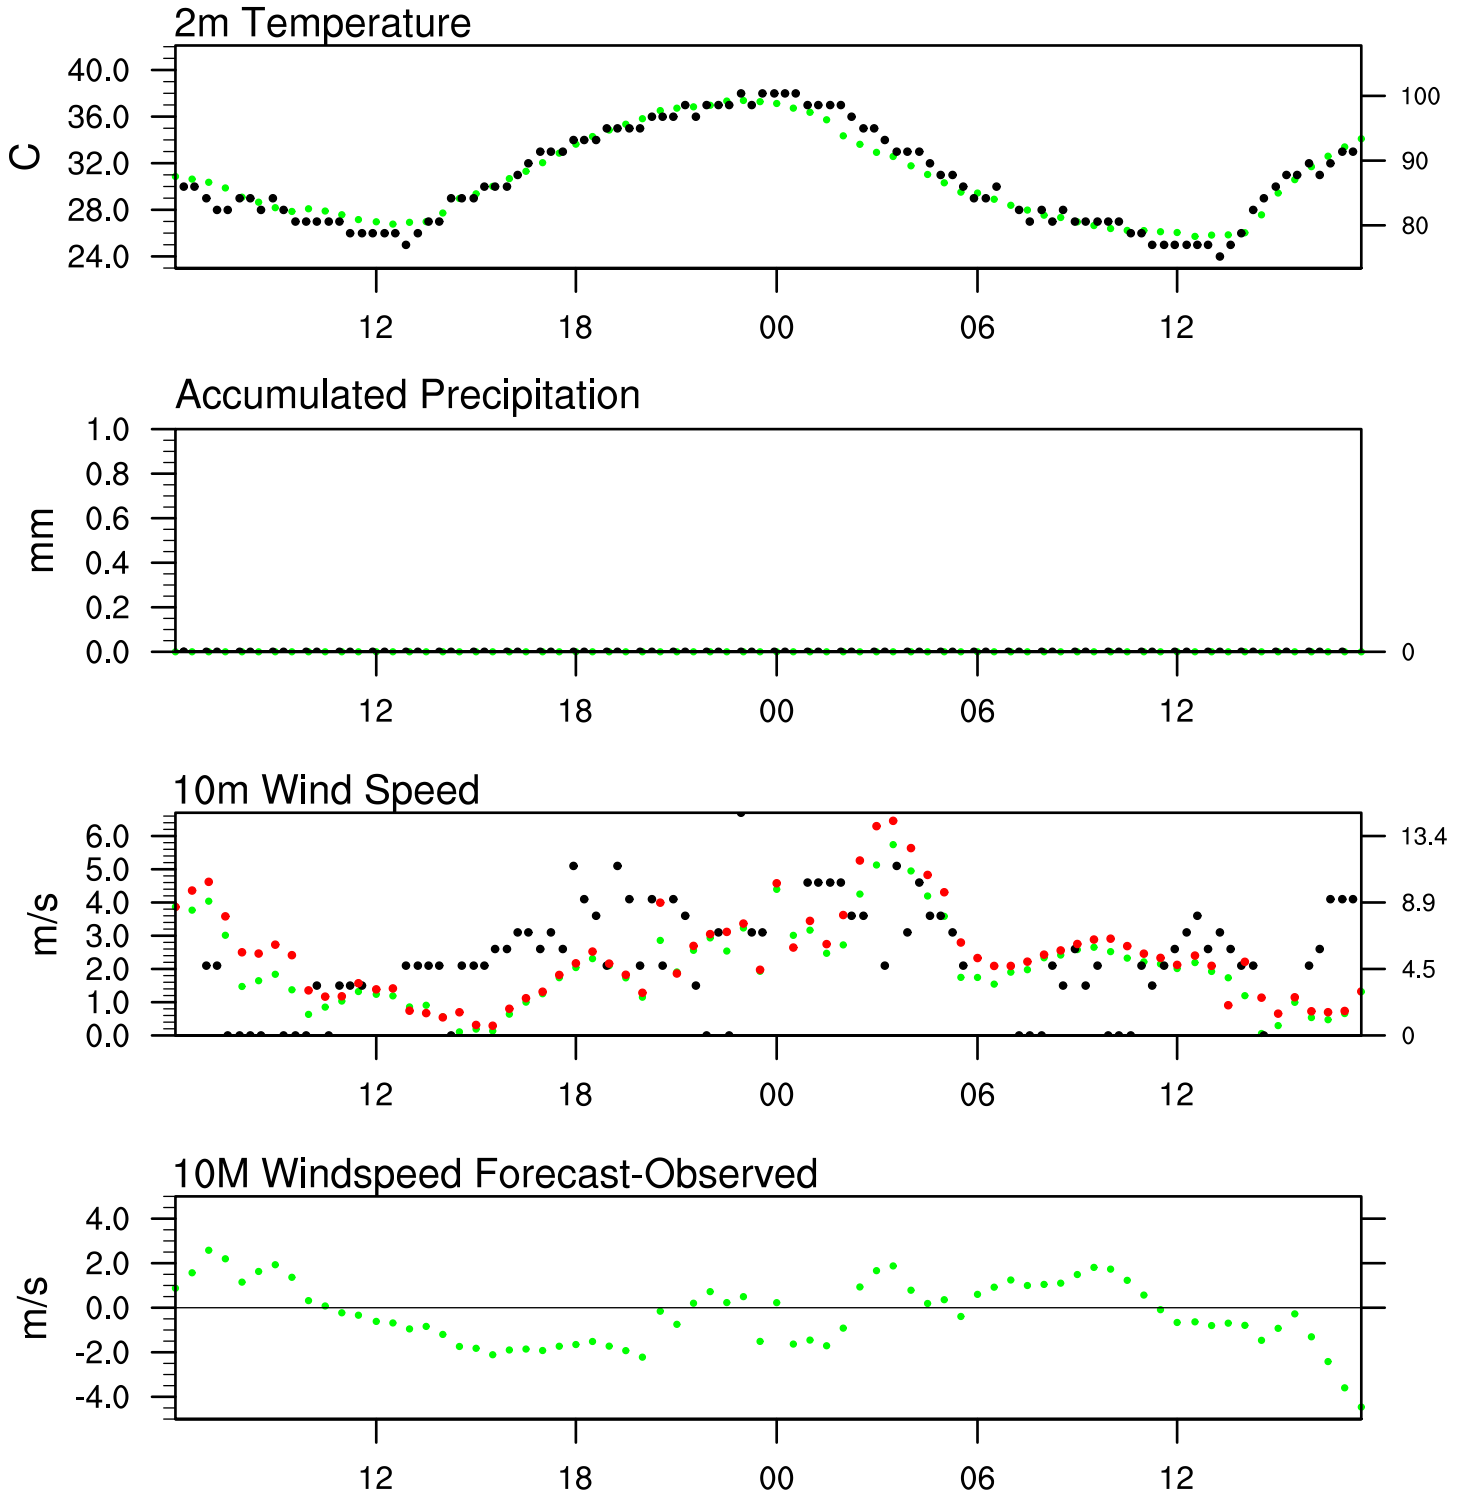 2m Temperature
40.0
36.0
32.0
28.0
24.0
C
100
90
80
12 18 00 06 12
Accumulated Precipitation
1.0
0.8
0.6
0.4
0.2
0.0
mm
0
12 18 00 06 12
10m Wind Speed
6.0
5.0
4.0
3.0
2.0
1.0
0.0
m/s
13.4
8.9
4.5
0
12 18 00 06 12
10M Windspeed Forecast-Observed
4.0
2.0
0.0
-2.0
-4.0
m/s
12 18 00 06 12